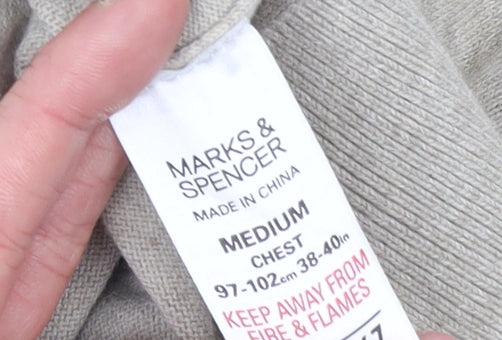 MARKS &
SPENCER
MADE IN CHINA
MEDIUM
CHEST
97-102cm 38-40in
KEEP AWAY FROM
FIRE & FLAMES